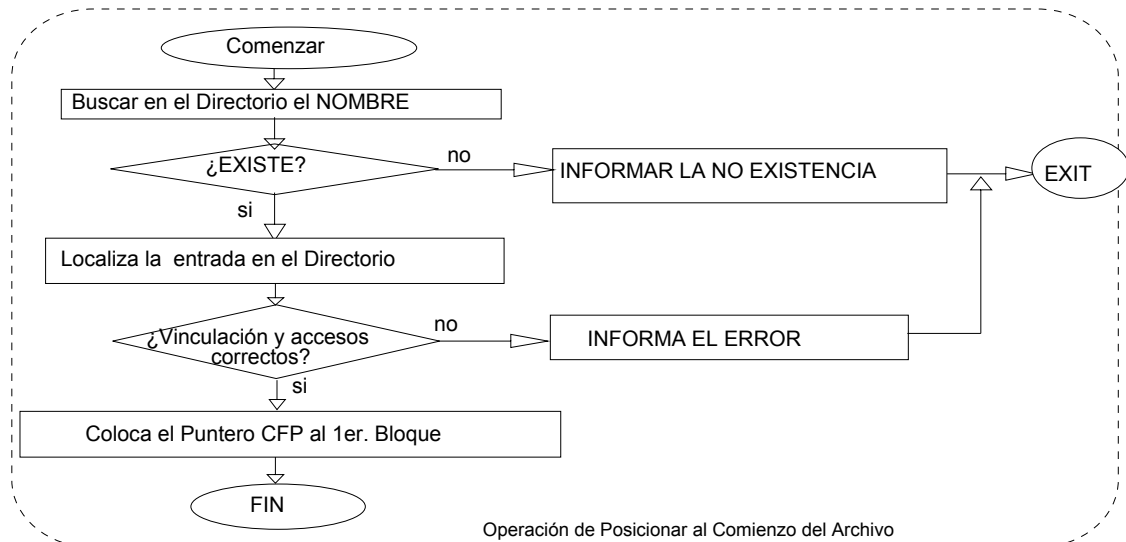 Comenzar
Buscar en el Directorio el NOMBRE
¿EXISTE?
no
INFORMAR LA NO EXISTENCIA
EXIT
si
Localiza la entrada en el Directorio
¿Vinculación y accesos
correctos?
no
INFORMA EL ERROR
si
Coloca el Puntero CFP al 1er. Bloque
FIN
Operación de Posicionar al Comienzo del Archivo